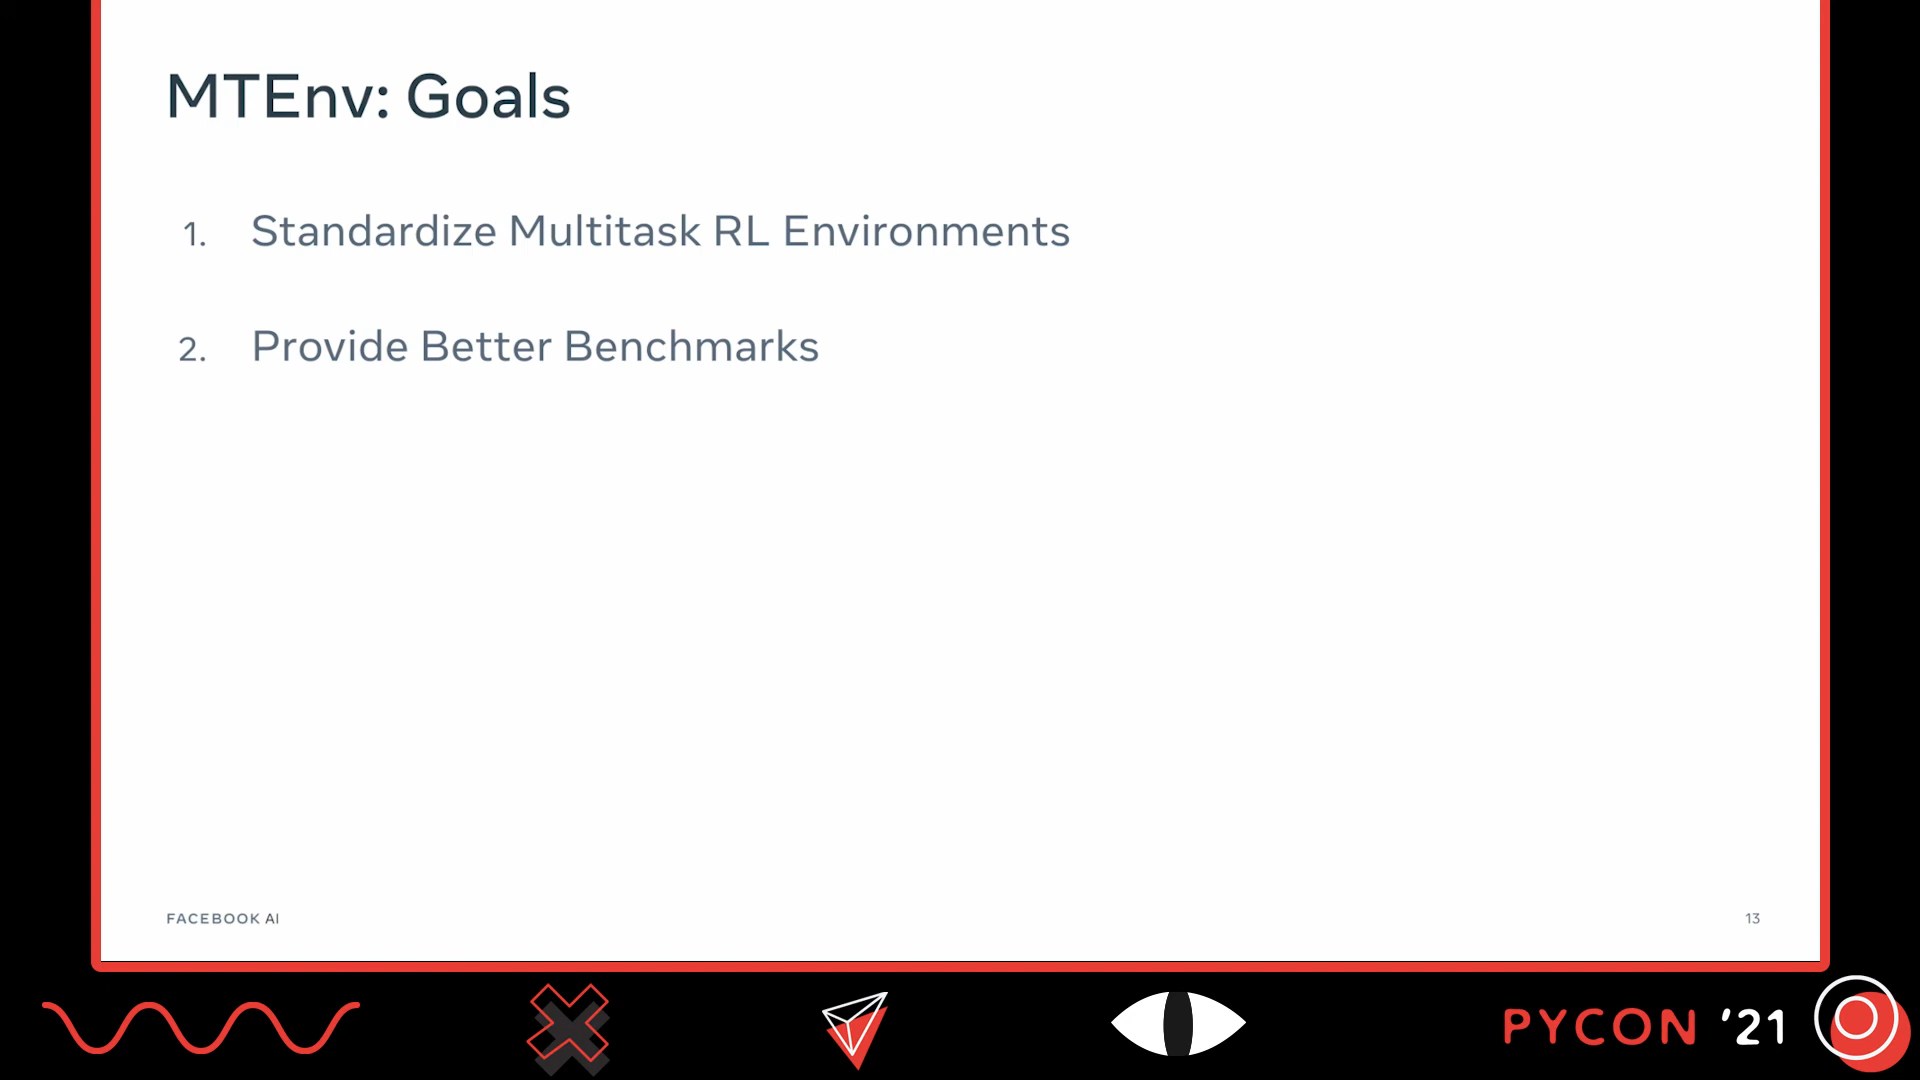 MTEnv: Goals
1. Standardize Multitask RL Environments
2. Provide Better Benchmarks
FACEBOOK AI
13
PYCON '21